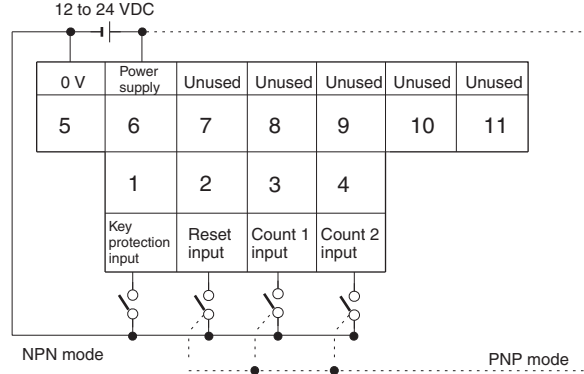 12 to 24 VDC
0 V
Power
supply
Unused
Unused
Unused
Unused
Unused
5
6
7
8
9
10
11
1
2
3
4
Key
protection
input
Reset
input
Count 1
input
Count 2
input
NPN mode
PNP mode